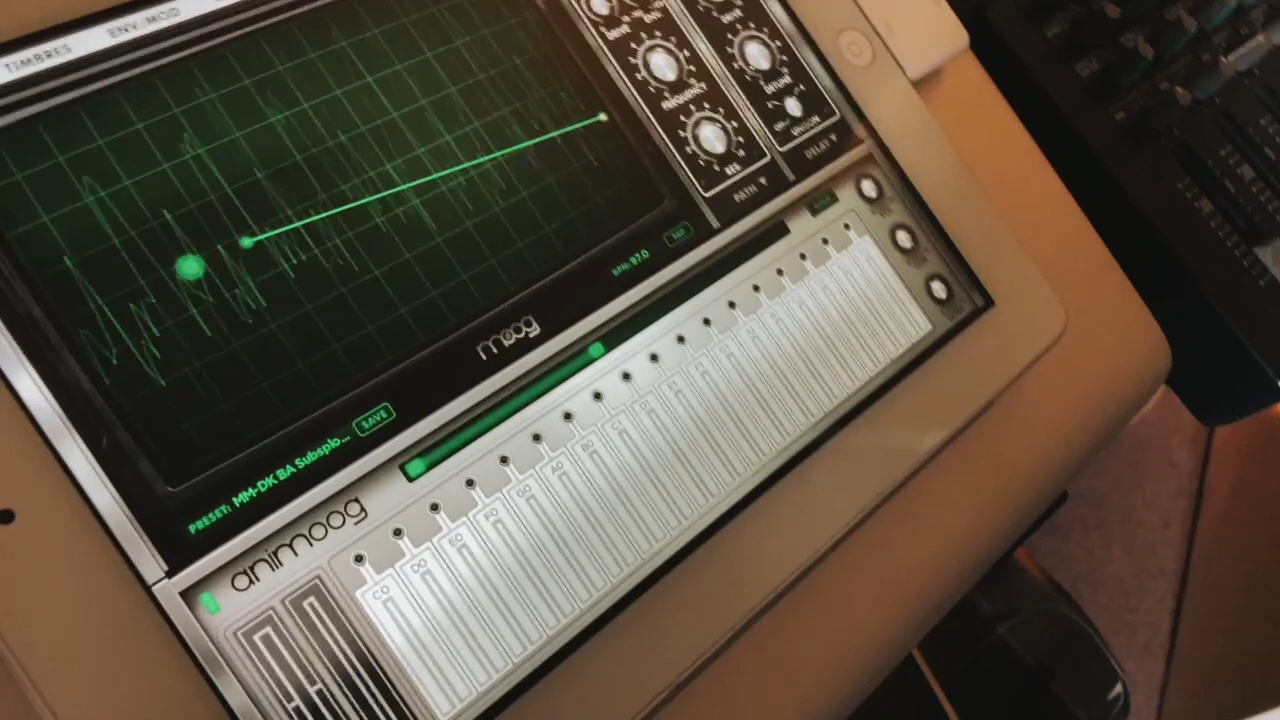 TIMBRES ENV/MOD
DRIVE
FREQUENCY
RES
PATH
DETUNE
UNISON
DELAY
BPM: 97.0
moog
PRESET: MM-DK BA Subsplo... SAVE
animoog
C0 D0 E0 F0 G0 A0 B0 C1